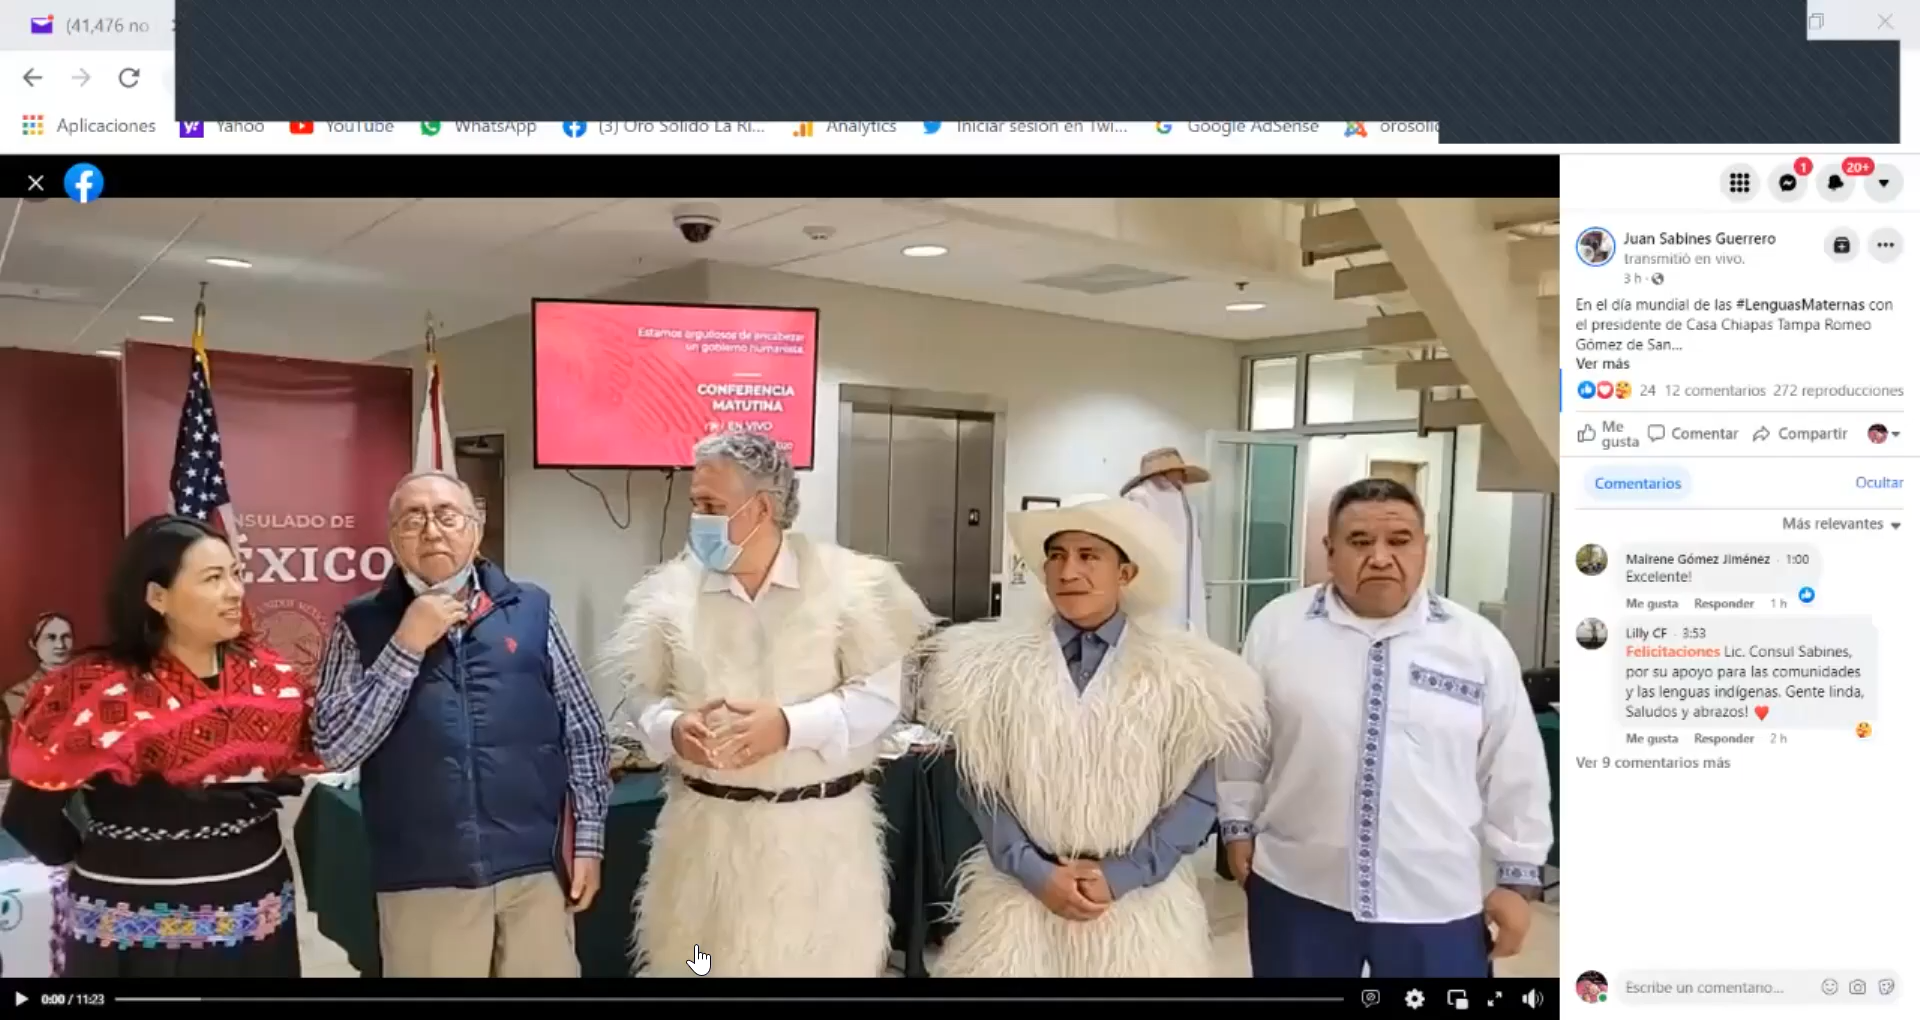 (41,476 no
Aplicaciones
Yahoo
YouTube
WhatsApp
(3) Oro Solido La Ri...
Analytics
Iniciar sesión en Twi...
Google AdSense
Estamos orgullosos de encabezar
un gobierno humanista.
CONFERENCIA
MATUTINA
EN VIVO
NSULADO DE
ÉXICO
0:00 / 11:23
1
20+
Juan Sabines Guerrero
transmitió en vivo.
3 h ·
En el día mundial de las #LenguasMaternas con
el presidente de Casa Chiapas Tampa Romeo
Gómez de San...
Ver más
24 12 comentarios 272 reproducciones
Me gusta Comentar Compartir
Comentarios Ocultar
Más relevantes
Mairene Gómez Jiménez · 1:00
Excelente!
Me gusta Responder 1 h
Lilly CF · 3:53
Felicitaciones Lic. Consul Sabines,
por su apoyo para las comunidades
y las lenguas indígenas. Gente linda,
Saludos y abrazos!
Me gusta Responder 2 h
Ver 9 comentarios más
Escribe un comentario...